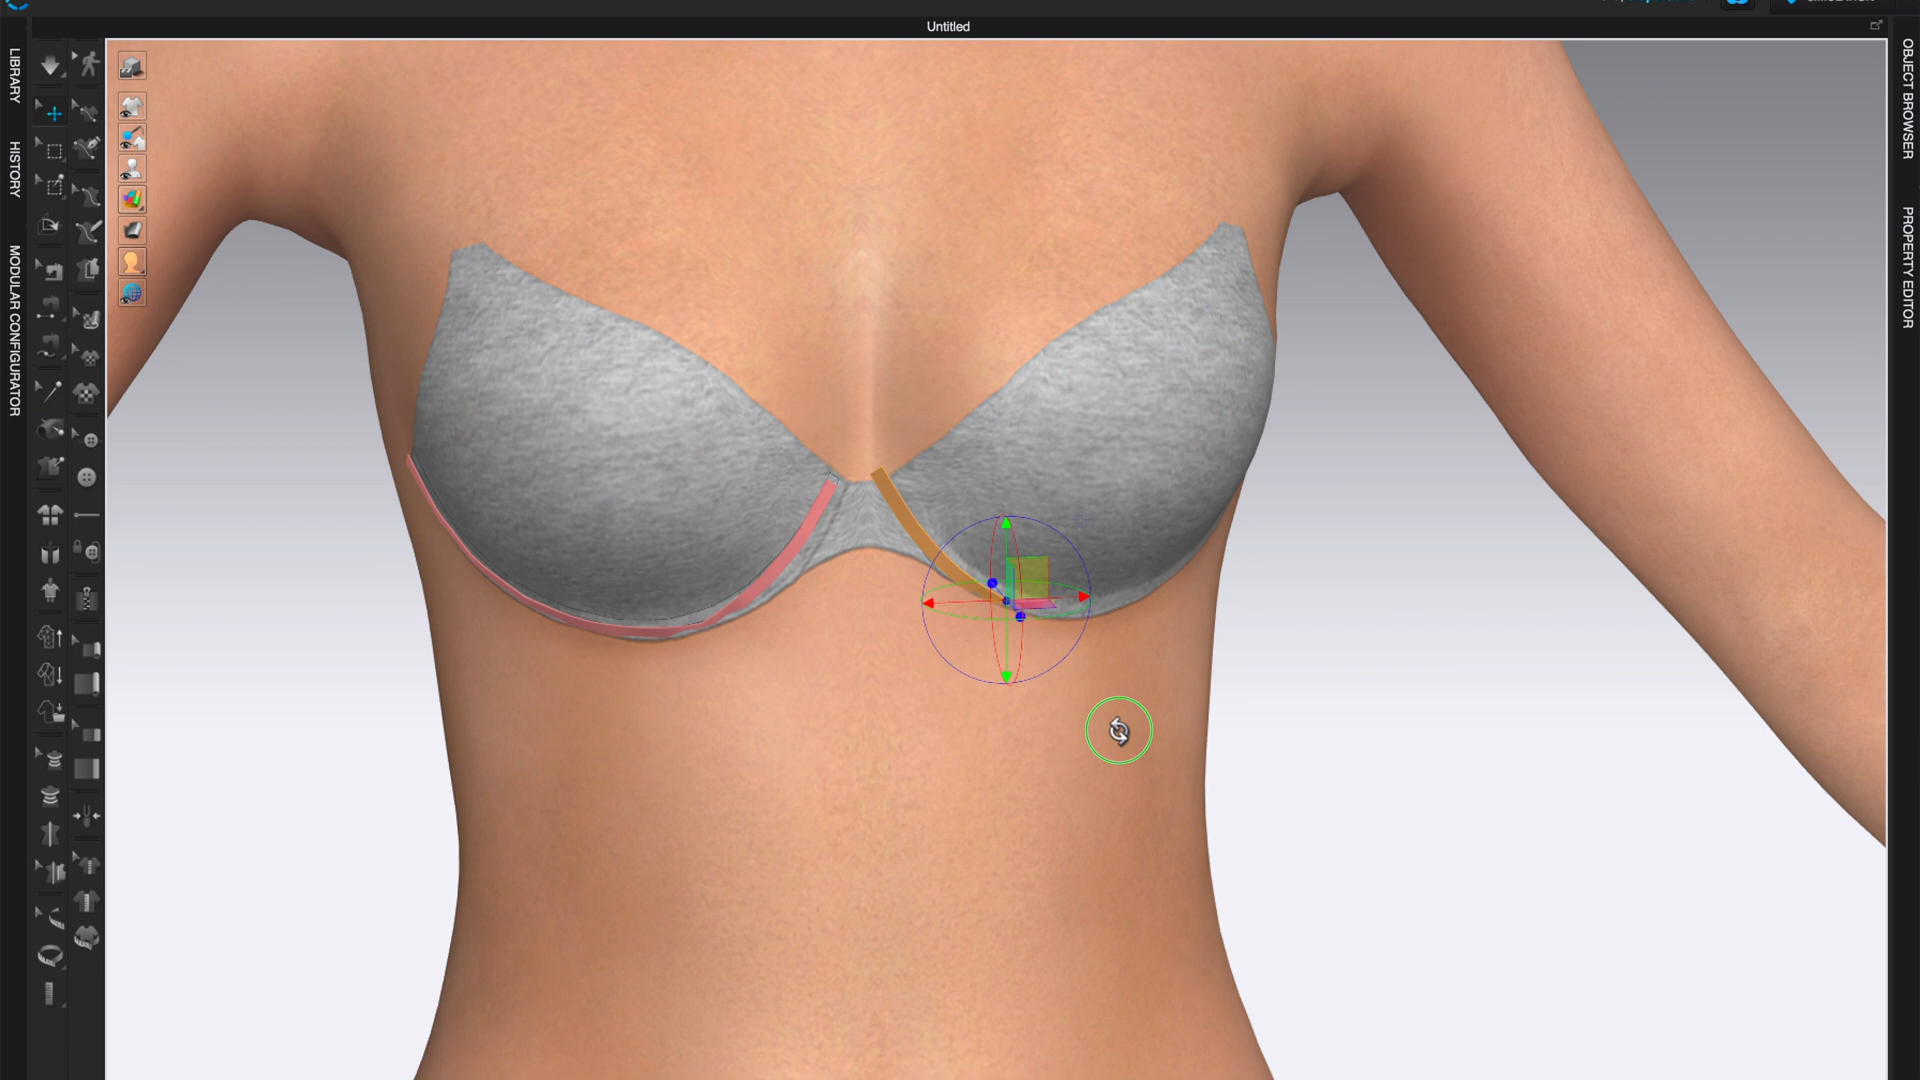 Untitled
LIBRARY
HISTORY
MODULAR CONFIGURATOR
OBJECT BROWSER
PROPERTY EDITOR